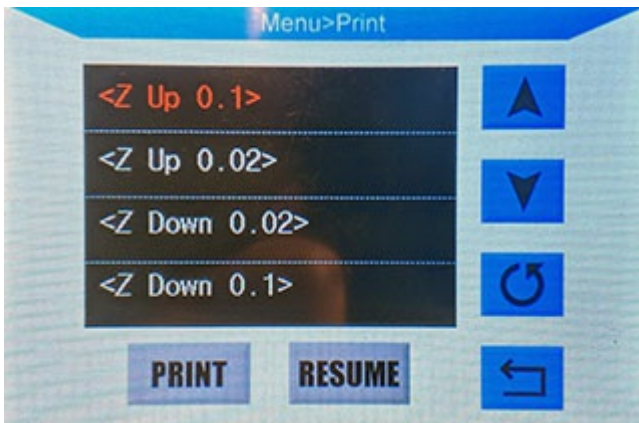 Menu>Print
<Z Up 0.1>
<Z Up 0.02>
<Z Down 0.02>
<Z Down 0.1>
PRINT RESUME